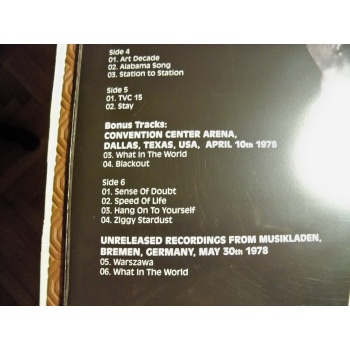 Side 4
01. Art Decade
02. Alabama Song
03. Station to Station
Side 5
01. TVC 15
02. Stay
Bonus Tracks:
CONVENTION CENTER ARENA,
DALLAS, TEXAS, USA, APRIL 10th 1978
03. What In The World
04. Blackout
Side 6
01. Sense Of Doubt
02. Speed Of Life
03. Hang On To Yourself
04. Ziggy Stardust
UNRELEASED RECORDINGS FROM MUSIKLADEN,
BREMEN, GERMANY, MAY 30th 1978
05. Warszawa
06. What In The World